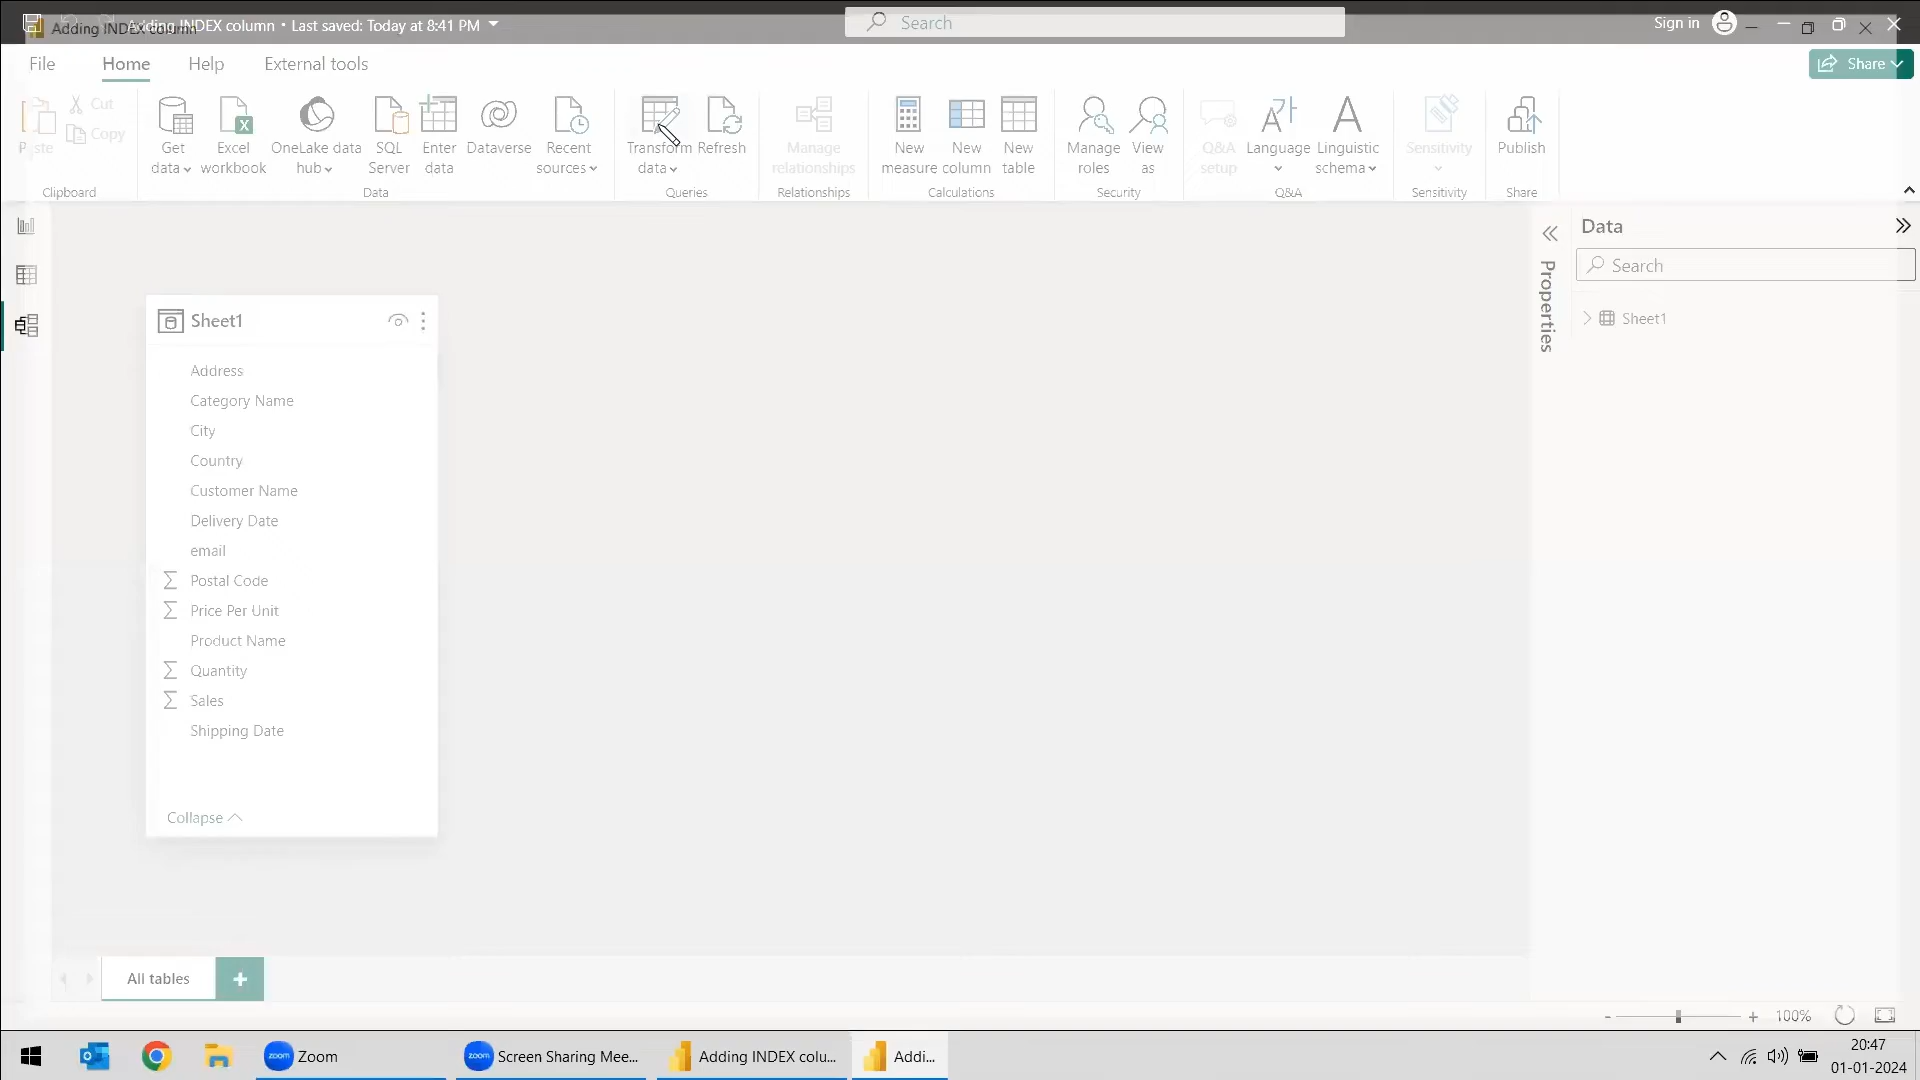 Adding INDEX column • Last saved: Today at 8:41 PM
Adding INDEX column
Search
Sign in
File
Home
Help
External tools
Share
Paste
Cut
Copy
Clipboard
Get
data
Excel
workbook
OneLake data
hub
SQL
Server
Enter
data
Dataverse
Recent
sources
Data
Transform
data
Refresh
Queries
Manage
relationships
Relationships
New
measure
New
column
New
table
Calculations
Manage
roles
View
as
Security
Q&A
setup
Language
Linguistic
schema
Q&A
Sensitivity
Sensitivity
Publish
Share
Sheet1
Address
Category Name
City
Country
Customer Name
Delivery Date
email
Postal Code
Price Per Unit
Product Name
Quantity
Sales
Shipping Date
Collapse
Properties
Data
Search
Sheet1
All tables
+
- + 100%
zoom
Zoom
zoom
Screen Sharing Mee...
Adding INDEX colu...
Addi...
20:47
01-01-2024